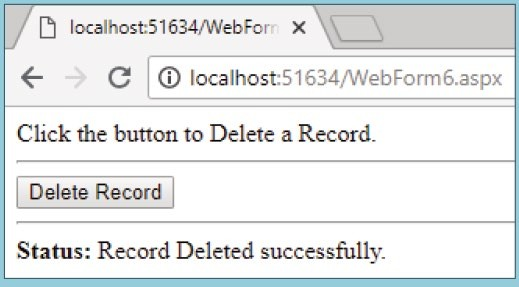 localhost:51634/WebForm
localhost:51634/WebForm6.aspx
Click the button to Delete a Record.
Delete Record
Status: Record Deleted successfully.